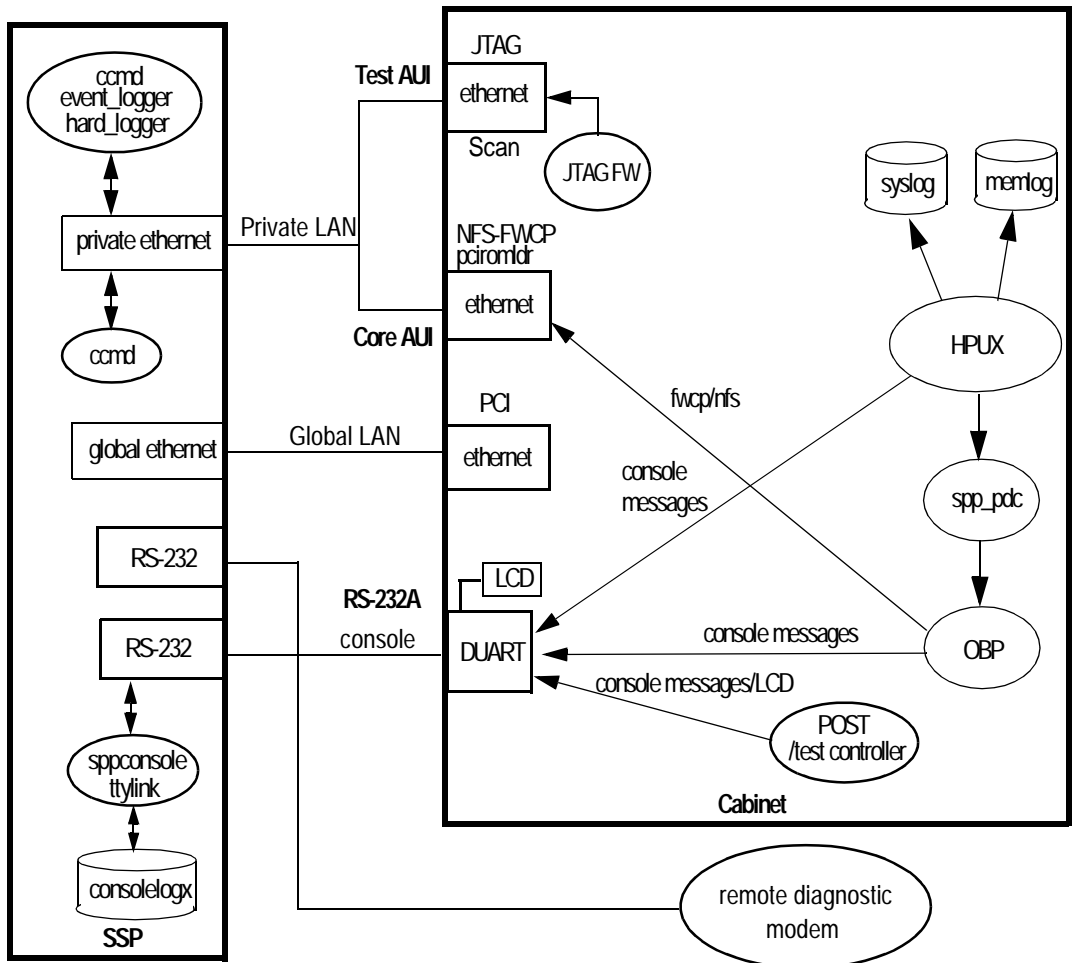 ccmd
event_logger
hard_logger
private ethernet
ccmd
global ethernet
RS-232
RS-232
sppconsole
ttylink
consolelogx
SSP
Private LAN
Global LAN
Test AUI
Core AUI
RS-232A
console
JTAG
ethernet
Scan
JTAG FW
NFS-FWCP
pciromldr
ethernet
PCI
ethernet
LCD
DUART
syslog
memlog
HPUX
fwcp/nfs
console
messages
spp_pdc
console messages
OBP
console messages/LCD
POST
/test controller
Cabinet
remote diagnostic
modem